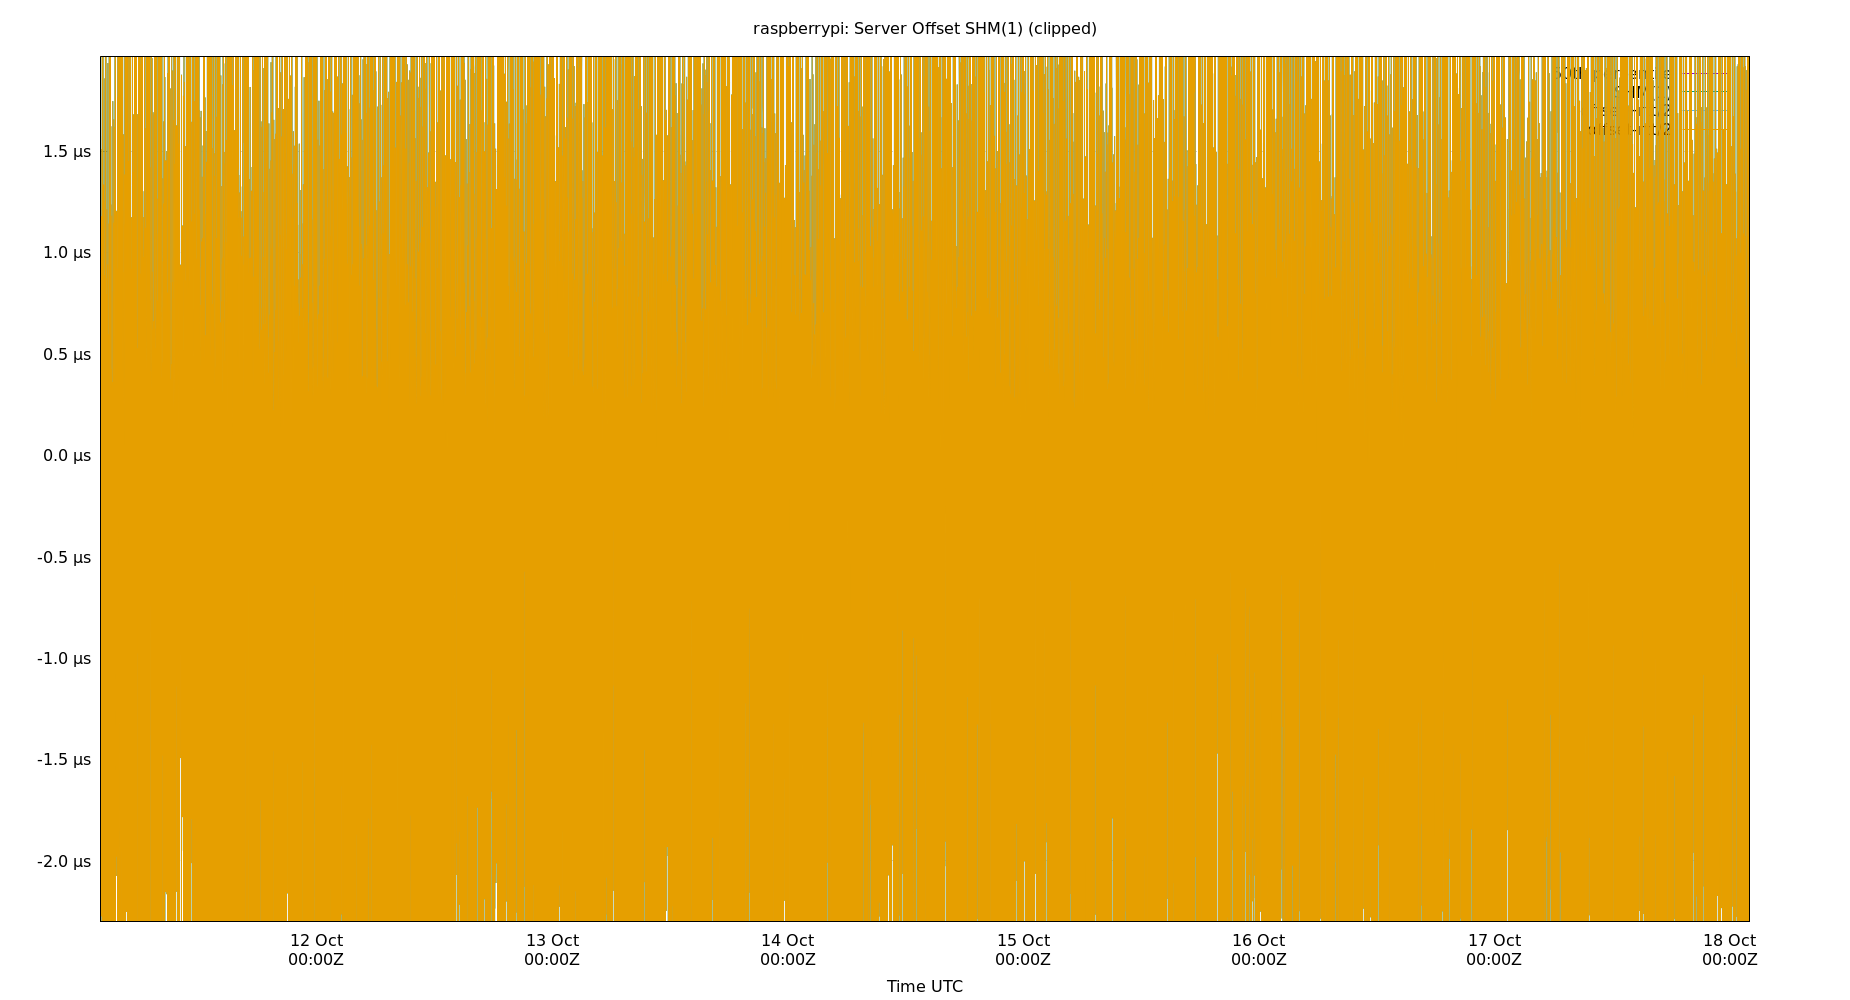 raspberrypi: Server Offset SHM(1) (clipped)
1.5 µs
1.0 µs
0.5 µs
0.0 µs
-0.5 µs
-1.0 µs
-1.5 µs
-2.0 µs
12 Oct 13 Oct 14 Oct 15 Oct 16 Oct 17 Oct 18 Oct
00:00Z 00:00Z 00:00Z 00:00Z 00:00Z 00:00Z 00:00Z
Time UTC